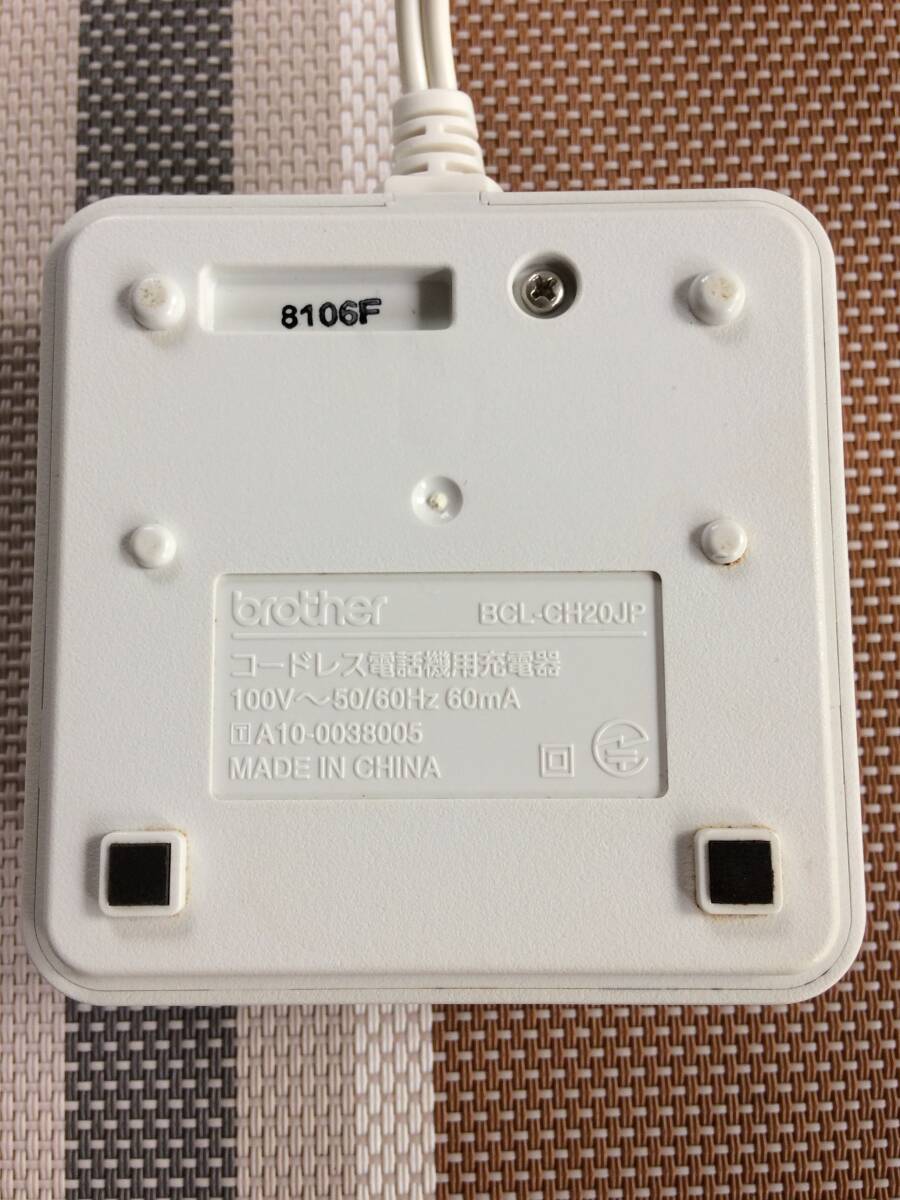 8106F
brother BCL-CH20JP
コードレス電話機用充電器
100V～50/60Hz 60mA
T A10-0038005
MADE IN CHINA